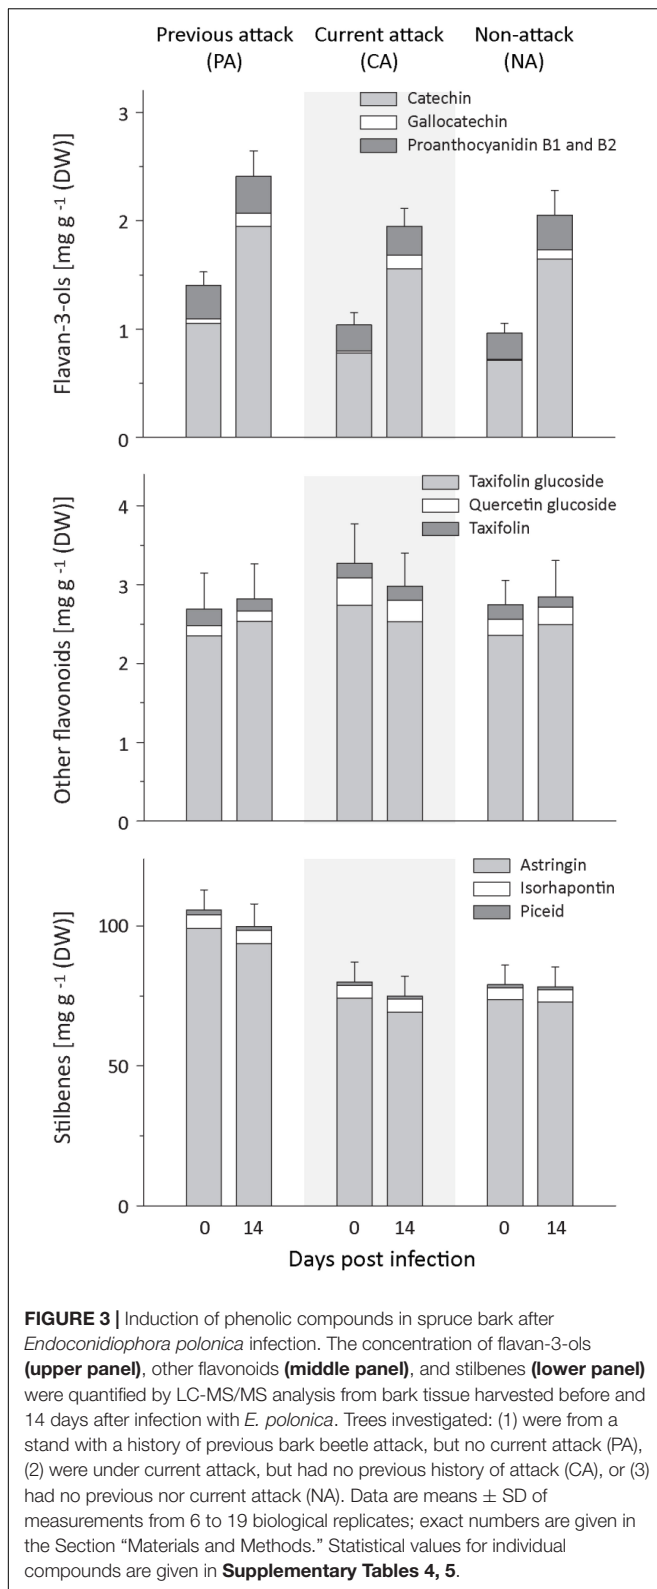 Previous attack Current attack Non-attack
(PA) (CA) (NA)
Catechin
Gallocatechin
Proanthocyanidin B1 and B2
Flavan-3-ols [mg g -1 (DW)]
3
2
1
0
Taxifolin glucoside
Quercetin glucoside
Taxifolin
Other flavonoids [mg g -1 (DW)]
4
3
2
1
0
Astringin
Isorhapontin
Piceid
Stilbenes [mg g -1 (DW)]
100
50
0
0 14 0 14 0 14
Days post infection
FIGURE 3 | Induction of phenolic compounds in spruce bark after
Endoconidiophora polonica infection. The concentration of flavan-3-ols
(upper panel), other flavonoids (middle panel), and stilbenes (lower panel)
were quantified by LC-MS/MS analysis from bark tissue harvested before and
14 days after infection with E. polonica. Trees investigated: (1) were from a
stand with a history of previous bark beetle attack, but no current attack (PA),
(2) were under current attack, but had no previous history of attack (CA), or (3)
had no previous nor current attack (NA). Data are means ± SD of
measurements from 6 to 19 biological replicates; exact numbers are given in
the Section “Materials and Methods.” Statistical values for individual
compounds are given in Supplementary Tables 4, 5.